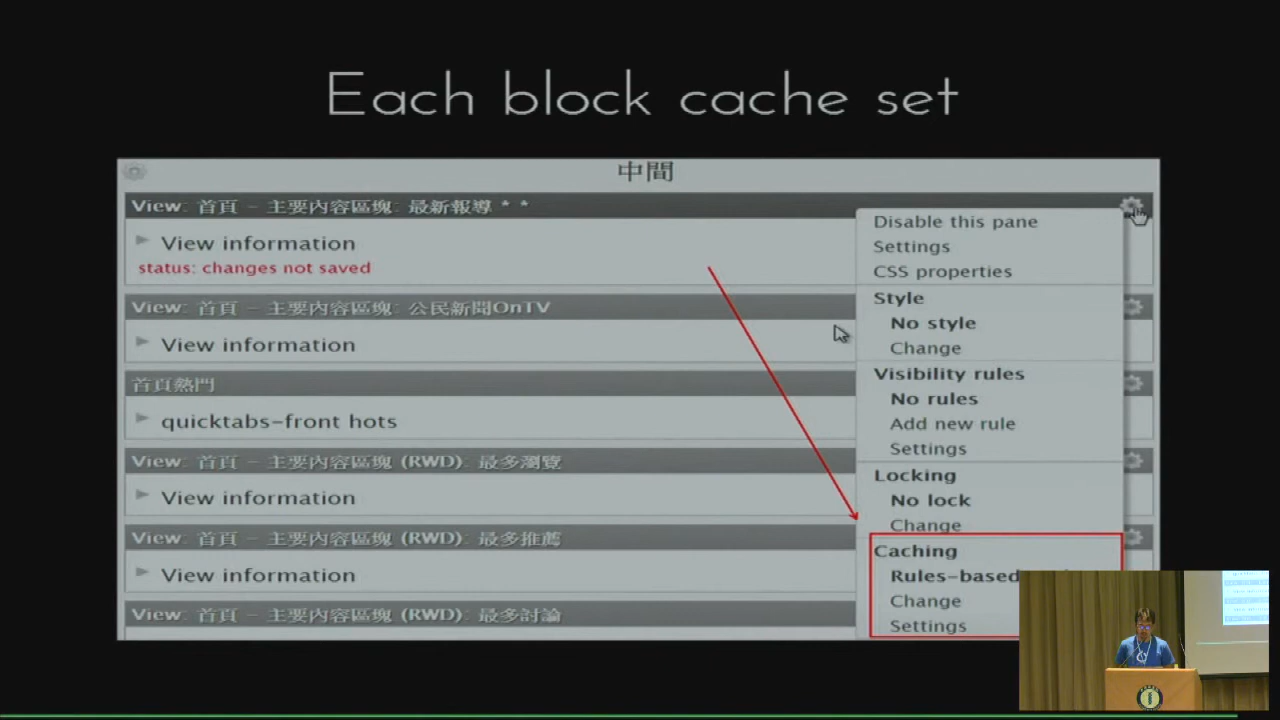 Each block cache set
中間
View: 首頁 - 主要內容區塊: 最新報導 * *
View information
status: changes not saved
View: 首頁 - 主要內容區塊: 公民新聞OnTV
View information
首頁熱門
quicktabs-front hots
View: 首頁 - 主要內容區塊 (RWD): 最多瀏覽
View information
View: 首頁 - 主要內容區塊 (RWD): 最多推薦
View information
View: 首頁 - 主要內容區塊 (RWD): 最多討論
Disable this pane
Settings
CSS properties
Style
No style
Change
Visibility rules
No rules
Add new rule
Settings
Locking
No lock
Change
Caching
Rules-based
Change
Settings